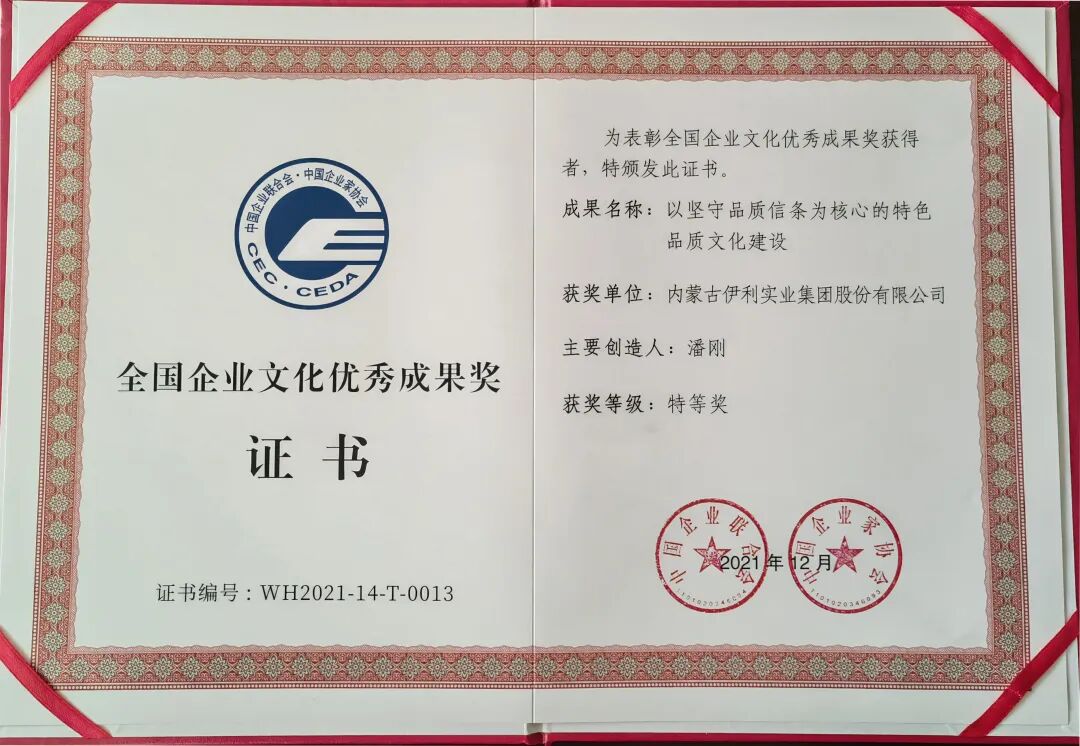 中国企业联合会·中国企业家协会
CEC·CEDA
全国企业文化优秀成果奖
证书
证书编号：WH2021-14-T-0013
为表彰全国企业文化优秀成果奖获得
者，特颁发此证书。
成果名称：以坚守品质信条为核心的特色
品质文化建设
获奖单位：内蒙古伊利实业集团股份有限公司
主要创造人：潘刚
获奖等级：特等奖
中国企业联合会
中国企业家协会
2021年12月